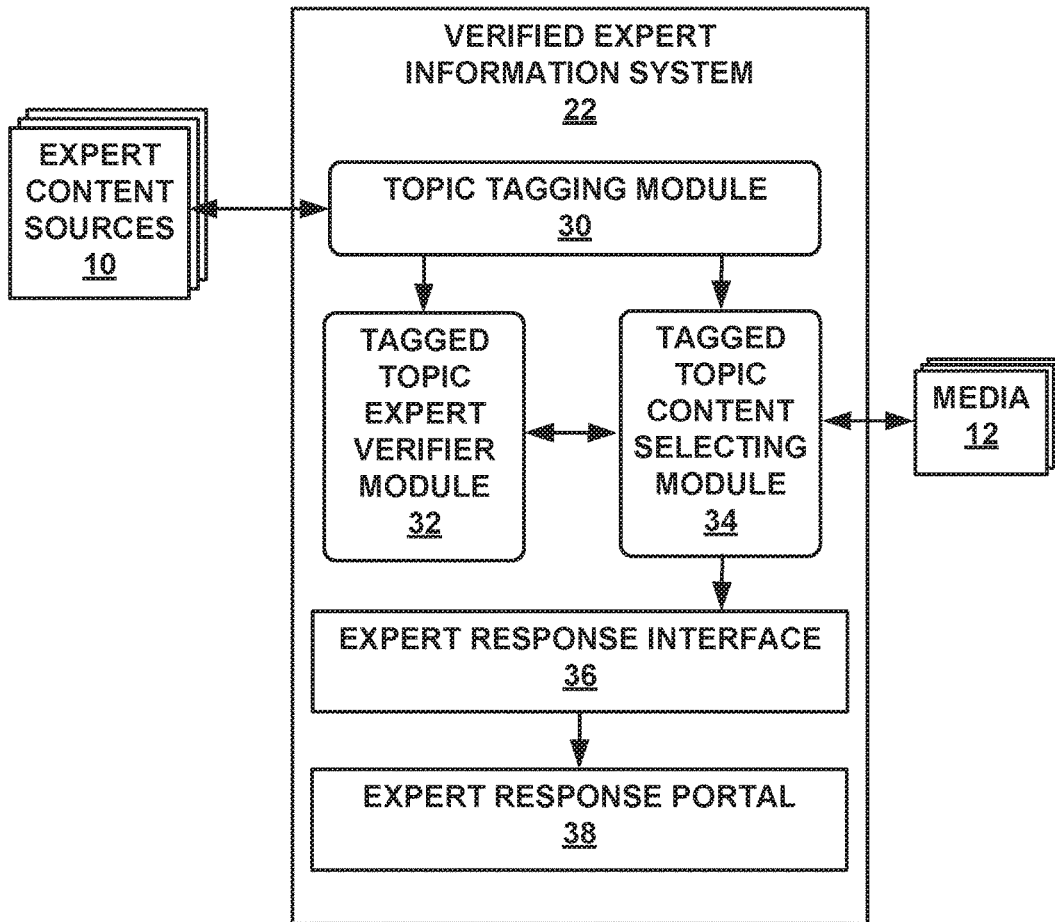 VERIFIED EXPERT
INFORMATION SYSTEM
22
EXPERT
CONTENT
SOURCES
10
TOPIC TAGGING MODULE
30
TAGGED
TOPIC
EXPERT
VERIFIER
MODULE
32
TAGGED
TOPIC
CONTENT
SELECTING
MODULE
34
MEDIA
12
EXPERT RESPONSE INTERFACE
36
EXPERT RESPONSE PORTAL
38